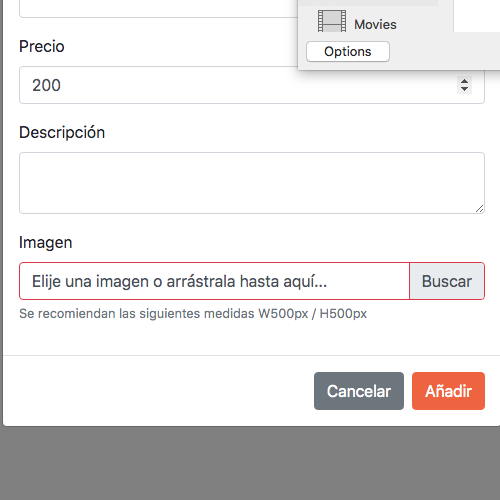 Movies
Options
Precio
200
Descripción
Imagen
Elije una imagen o arrástrala hasta aquí...
Buscar
Se recomiendan las siguientes medidas W500px / H500px
Cancelar
Añadir